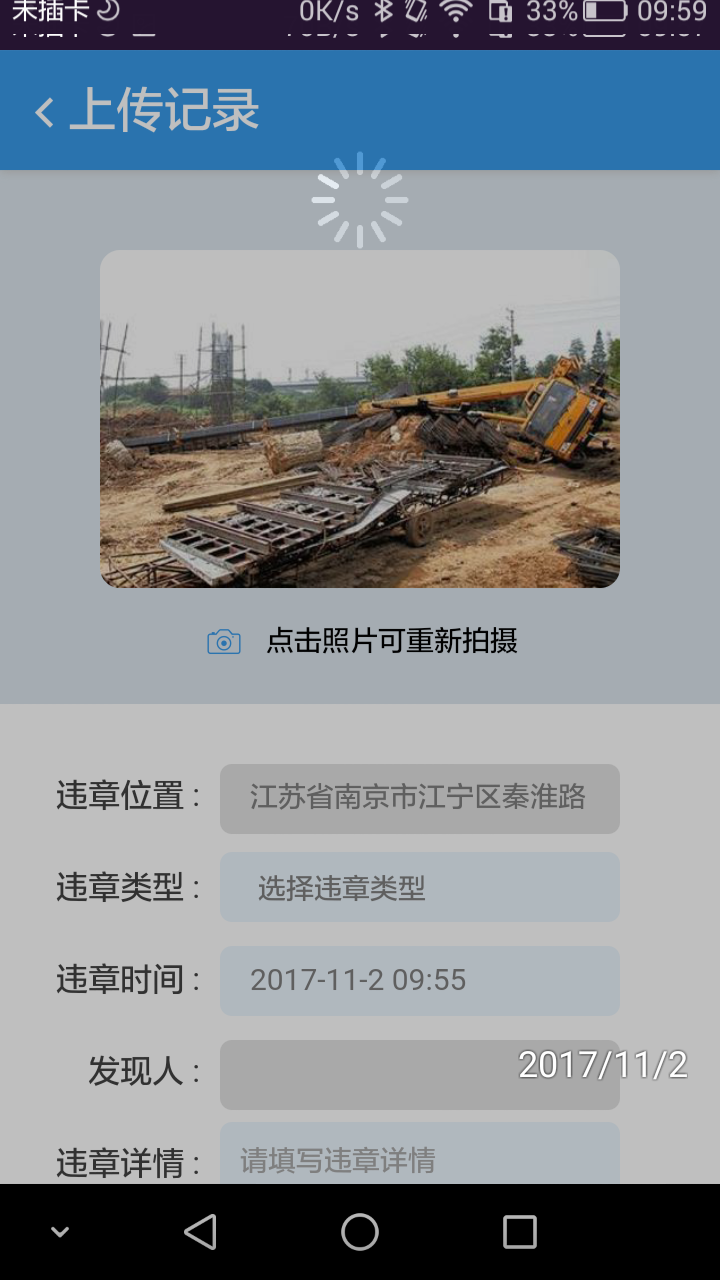 未插卡 0K/s 33% 09:59
上传记录
点击照片可重新拍摄
违章位置 : 江苏省南京市江宁区秦淮路
违章类型 : 选择违章类型
违章时间 : 2017-11-2 09:55
发现人 :
2017/11/2
违章详情 : 请填写违章详情